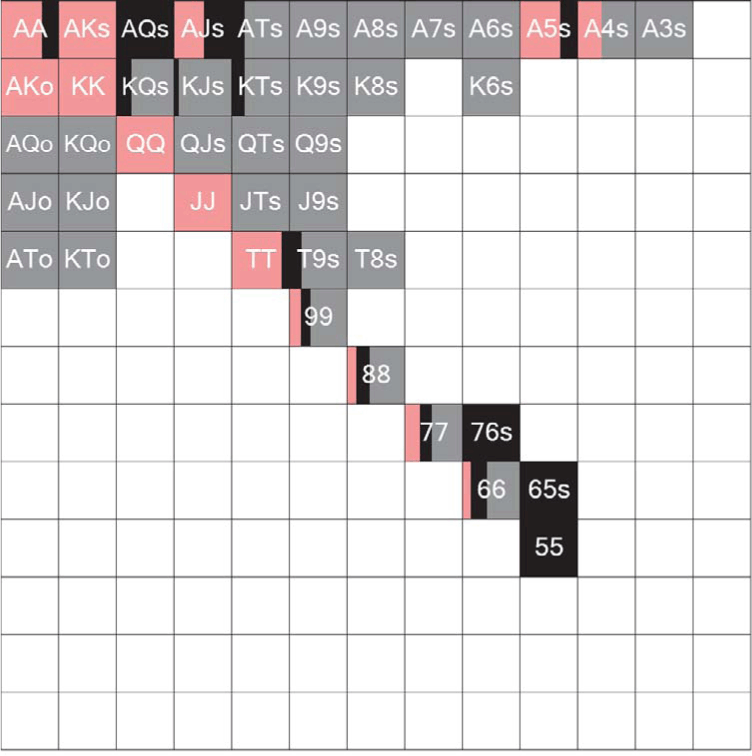 AA AKs AQs AJs ATs A9s A8s A7s A6s A5s A4s A3s
AKo KK KQs KJs KTs K9s K8s K6s
AQo KQo QQ QJs QTs Q9s
AJo KJo JJ JTs J9s
ATo KTo TT T9s T8s
99
88
77 76s
66 65s
55